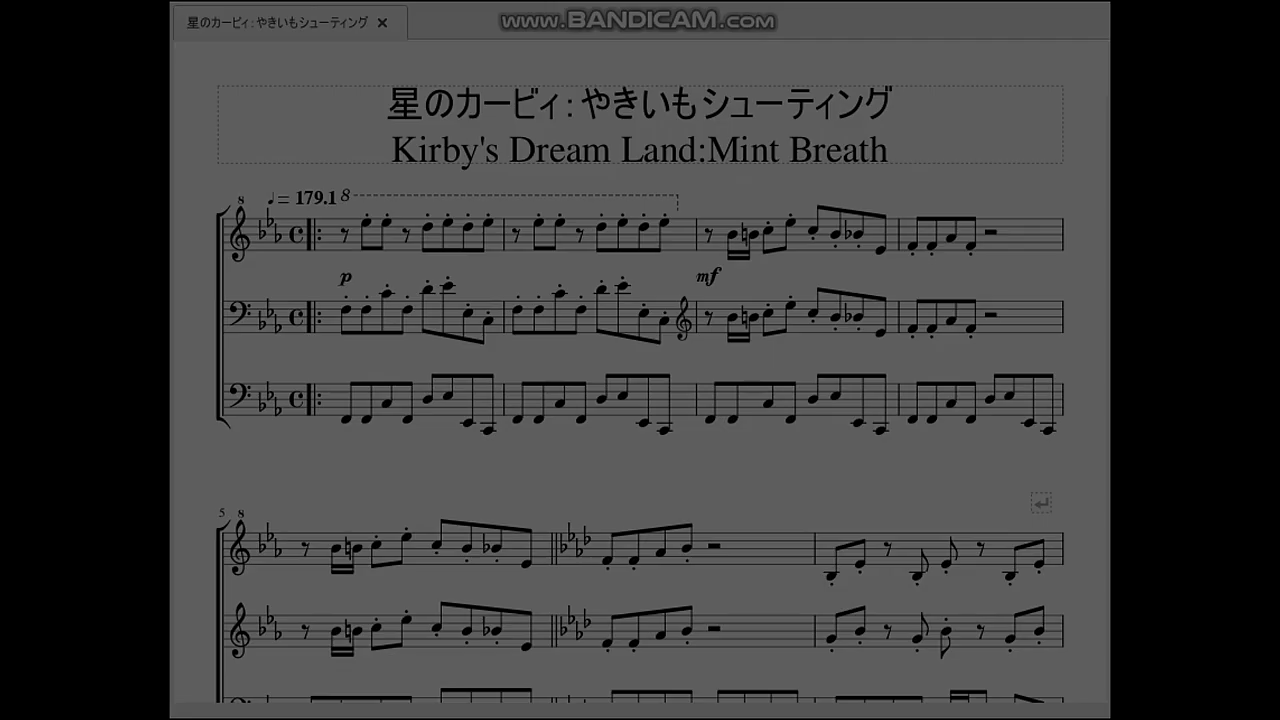 星のカービィ:やきいもシューティング ×
www.BANDICAM.com
星のカービィ:やきいもシューティング
Kirby's Dream Land:Mint Breath
8
♩= 179.1 8
p
mf
5 8